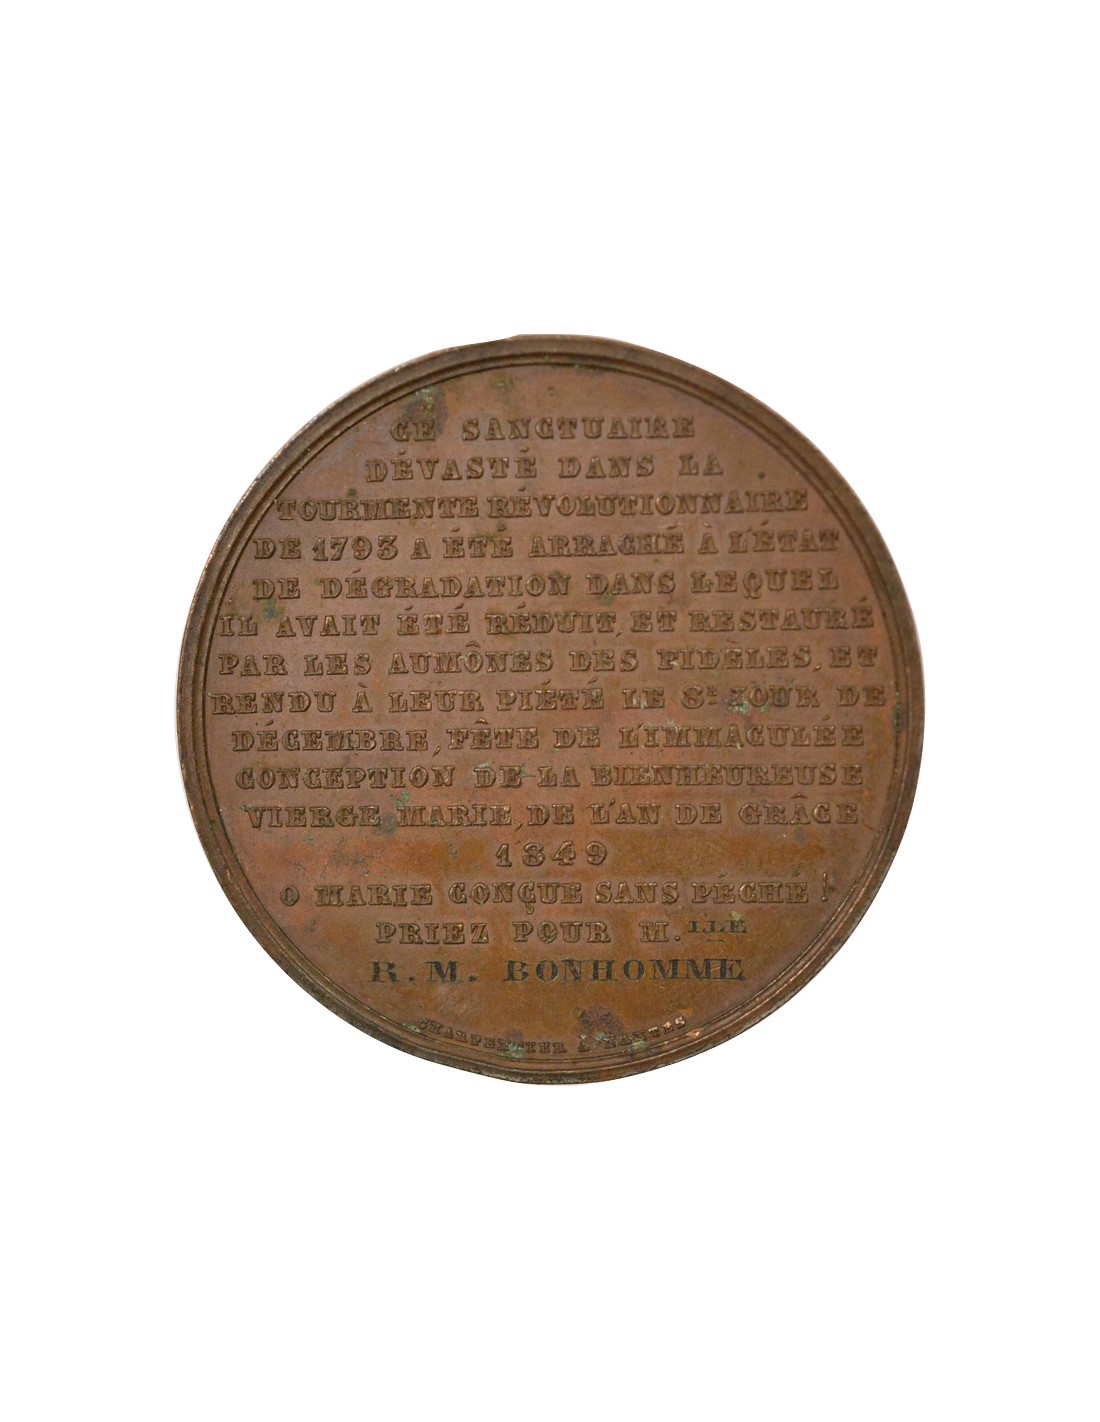 CE SANCTUAIRE
DÉVASTÉ DANS LA
TOURMENTE RÉVOLUTIONNAIRE
DE 1793 A ÉTÉ ARRACHÉ À L'ÉTAT
DE DÉGRADATION DANS LEQUEL
IL AVAIT ÉTÉ RÉDUIT, ET RESTAURÉ
PAR LES AUMÔNES DES FIDÈLES, ET
RENDU À LEUR PIÉTÉ LE 8E JOUR DE
DÉCEMBRE, FÊTE DE L'IMMACULÉE
CONCEPTION DE LA BIENHEUREUSE
VIERGE MARIE, DE L'AN DE GRÂCE
1849
O MARIE CONÇUE SANS PÉCHÉ !
PRIEZ POUR M.LLE
R. M. BONHOMME
CHARPENTIER A NANTES